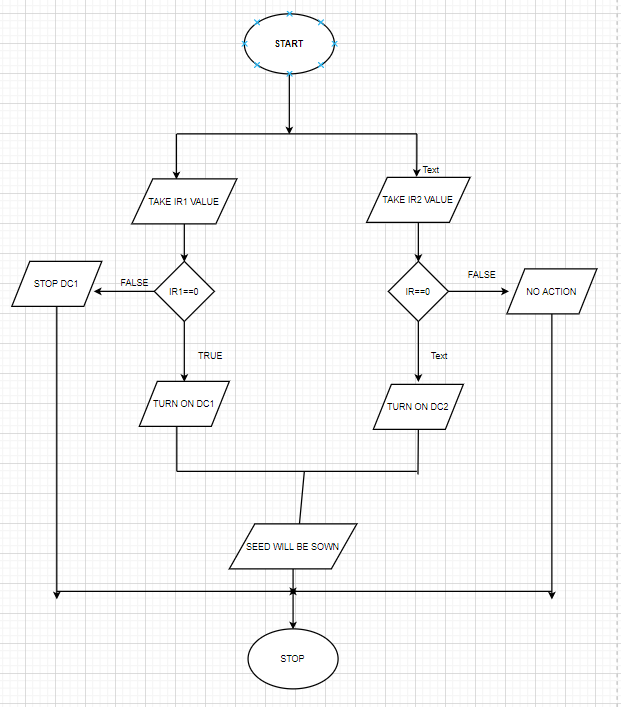 START
Text
TAKE IR1 VALUE
TAKE IR2 VALUE
FALSE
FALSE
STOP DC1
IR1==0
IR==0
NO ACTION
TRUE
Text
TURN ON DC1
TURN ON DC2
SEED WILL BE SOWN
STOP